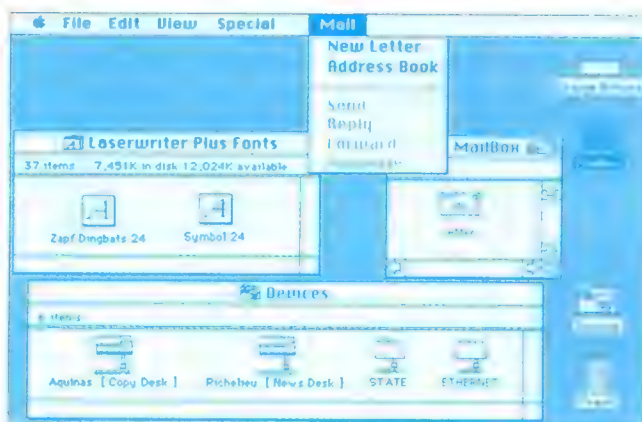 File Edit View Special Mail
New Letter
Address Book
Send
Reply
Forward
Laserwriter Plus Fonts
37 items 7,451K in disk 12,024K available
Zapf Dingbats 24 Symbol 24
MailBox
Devices
items
Aquinas [ Copy Desk ] Richelieu [ News Desk ] STATE ETHERNET